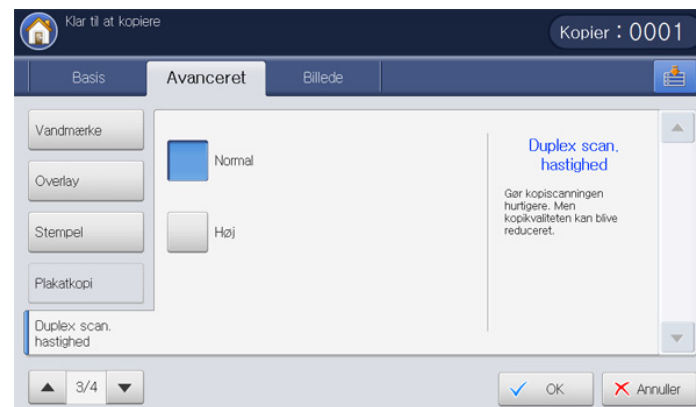 Klar til at kopiere
Kopier : 0001
Basis
Avanceret
Billede
Vandmærke
Overlay
Stempel
Plakatkopi
Duplex scan.
hastighed
Normal
Høj
Duplex scan.
hastighed
Gør kopiscanningen
hurtigere. Men
kopikvaliteten kan blive
reduceret.
3/4
OK
Annuller